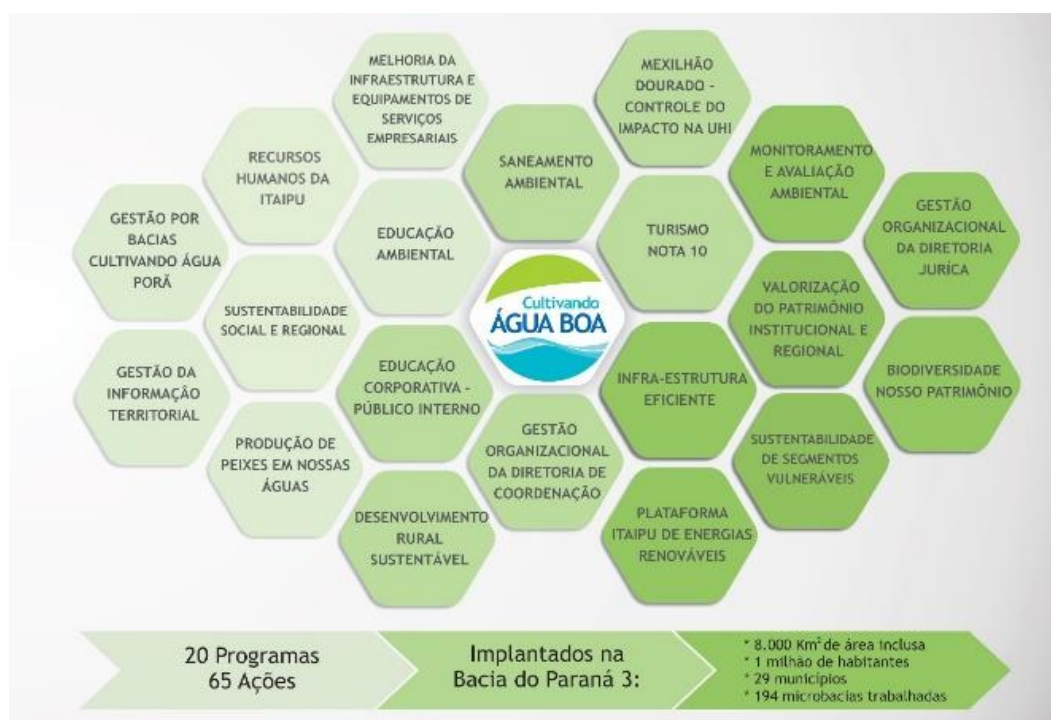 MELHORIA DA
INFRAESTRUTURA E
EQUIPAMENTOS DE
SERVIÇOS
EMPRESARIAIS
MEXILHÃO
DOURADO -
CONTROLE DO
IMPACTO NA UHI
RECURSOS
HUMANOS DA
ITAIPU
SANEAMENTO
AMBIENTAL
MONITORAMENTO
E AVALIAÇÃO
AMBIENTAL
GESTÃO POR
BACIAS
CULTIVANDO ÁGUA
PORÃ
EDUCAÇÃO
AMBIENTAL
TURISMO
NOTA 10
GESTÃO
ORGANIZACIONAL
DA DIRETORIA
JURÍCA
SUSTENTABILIDADE
SOCIAL E REGIONAL
Cultivando
ÁGUA BOA
VALORIZAÇÃO
DO PATRIMÔNIO
INSTITUCIONAL E
REGIONAL
GESTÃO DA
INFORMAÇÃO
TERRITORIAL
EDUCAÇÃO
CORPORATIVA -
PÚBLICO INTERNO
INFRA-ESTRUTURA
EFICIENTE
BIODIVERSIDADE
NOSSO PATRIMÔNIO
PRODUÇÃO DE
PEIXES EM NOSSAS
ÁGUAS
GESTÃO
ORGANIZACIONAL
DA DIRETORIA DE
COORDENAÇÃO
SUSTENTABILIDADE
DE SEGMENTOS
VULNERÁVEIS
DESENVOLVIMENTO
RURAL
SUSTENTÁVEL
PLATAFORMA
ITAIPU DE ENERGIAS
RENOVÁVEIS
20 Programas
65 Ações
Implantados na
Bacia do Paraná 3:
* 8.000 Km² de área inclusa
* 1 milhão de habitantes
* 29 municípios
* 194 microbacias trabalhadas